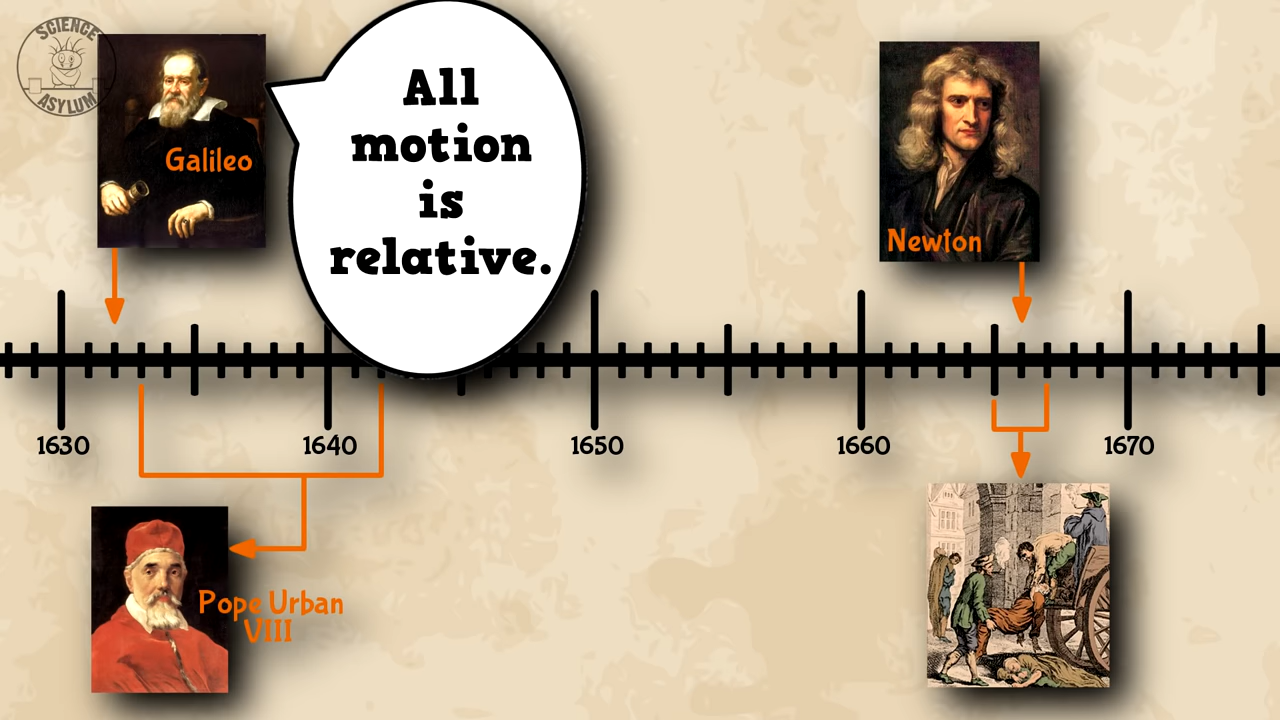 SCIENCE
ASYLUM
Galileo
All
motion
is
relative.
Newton
1630
1640
1650
1660
1670
Pope Urban
VIII